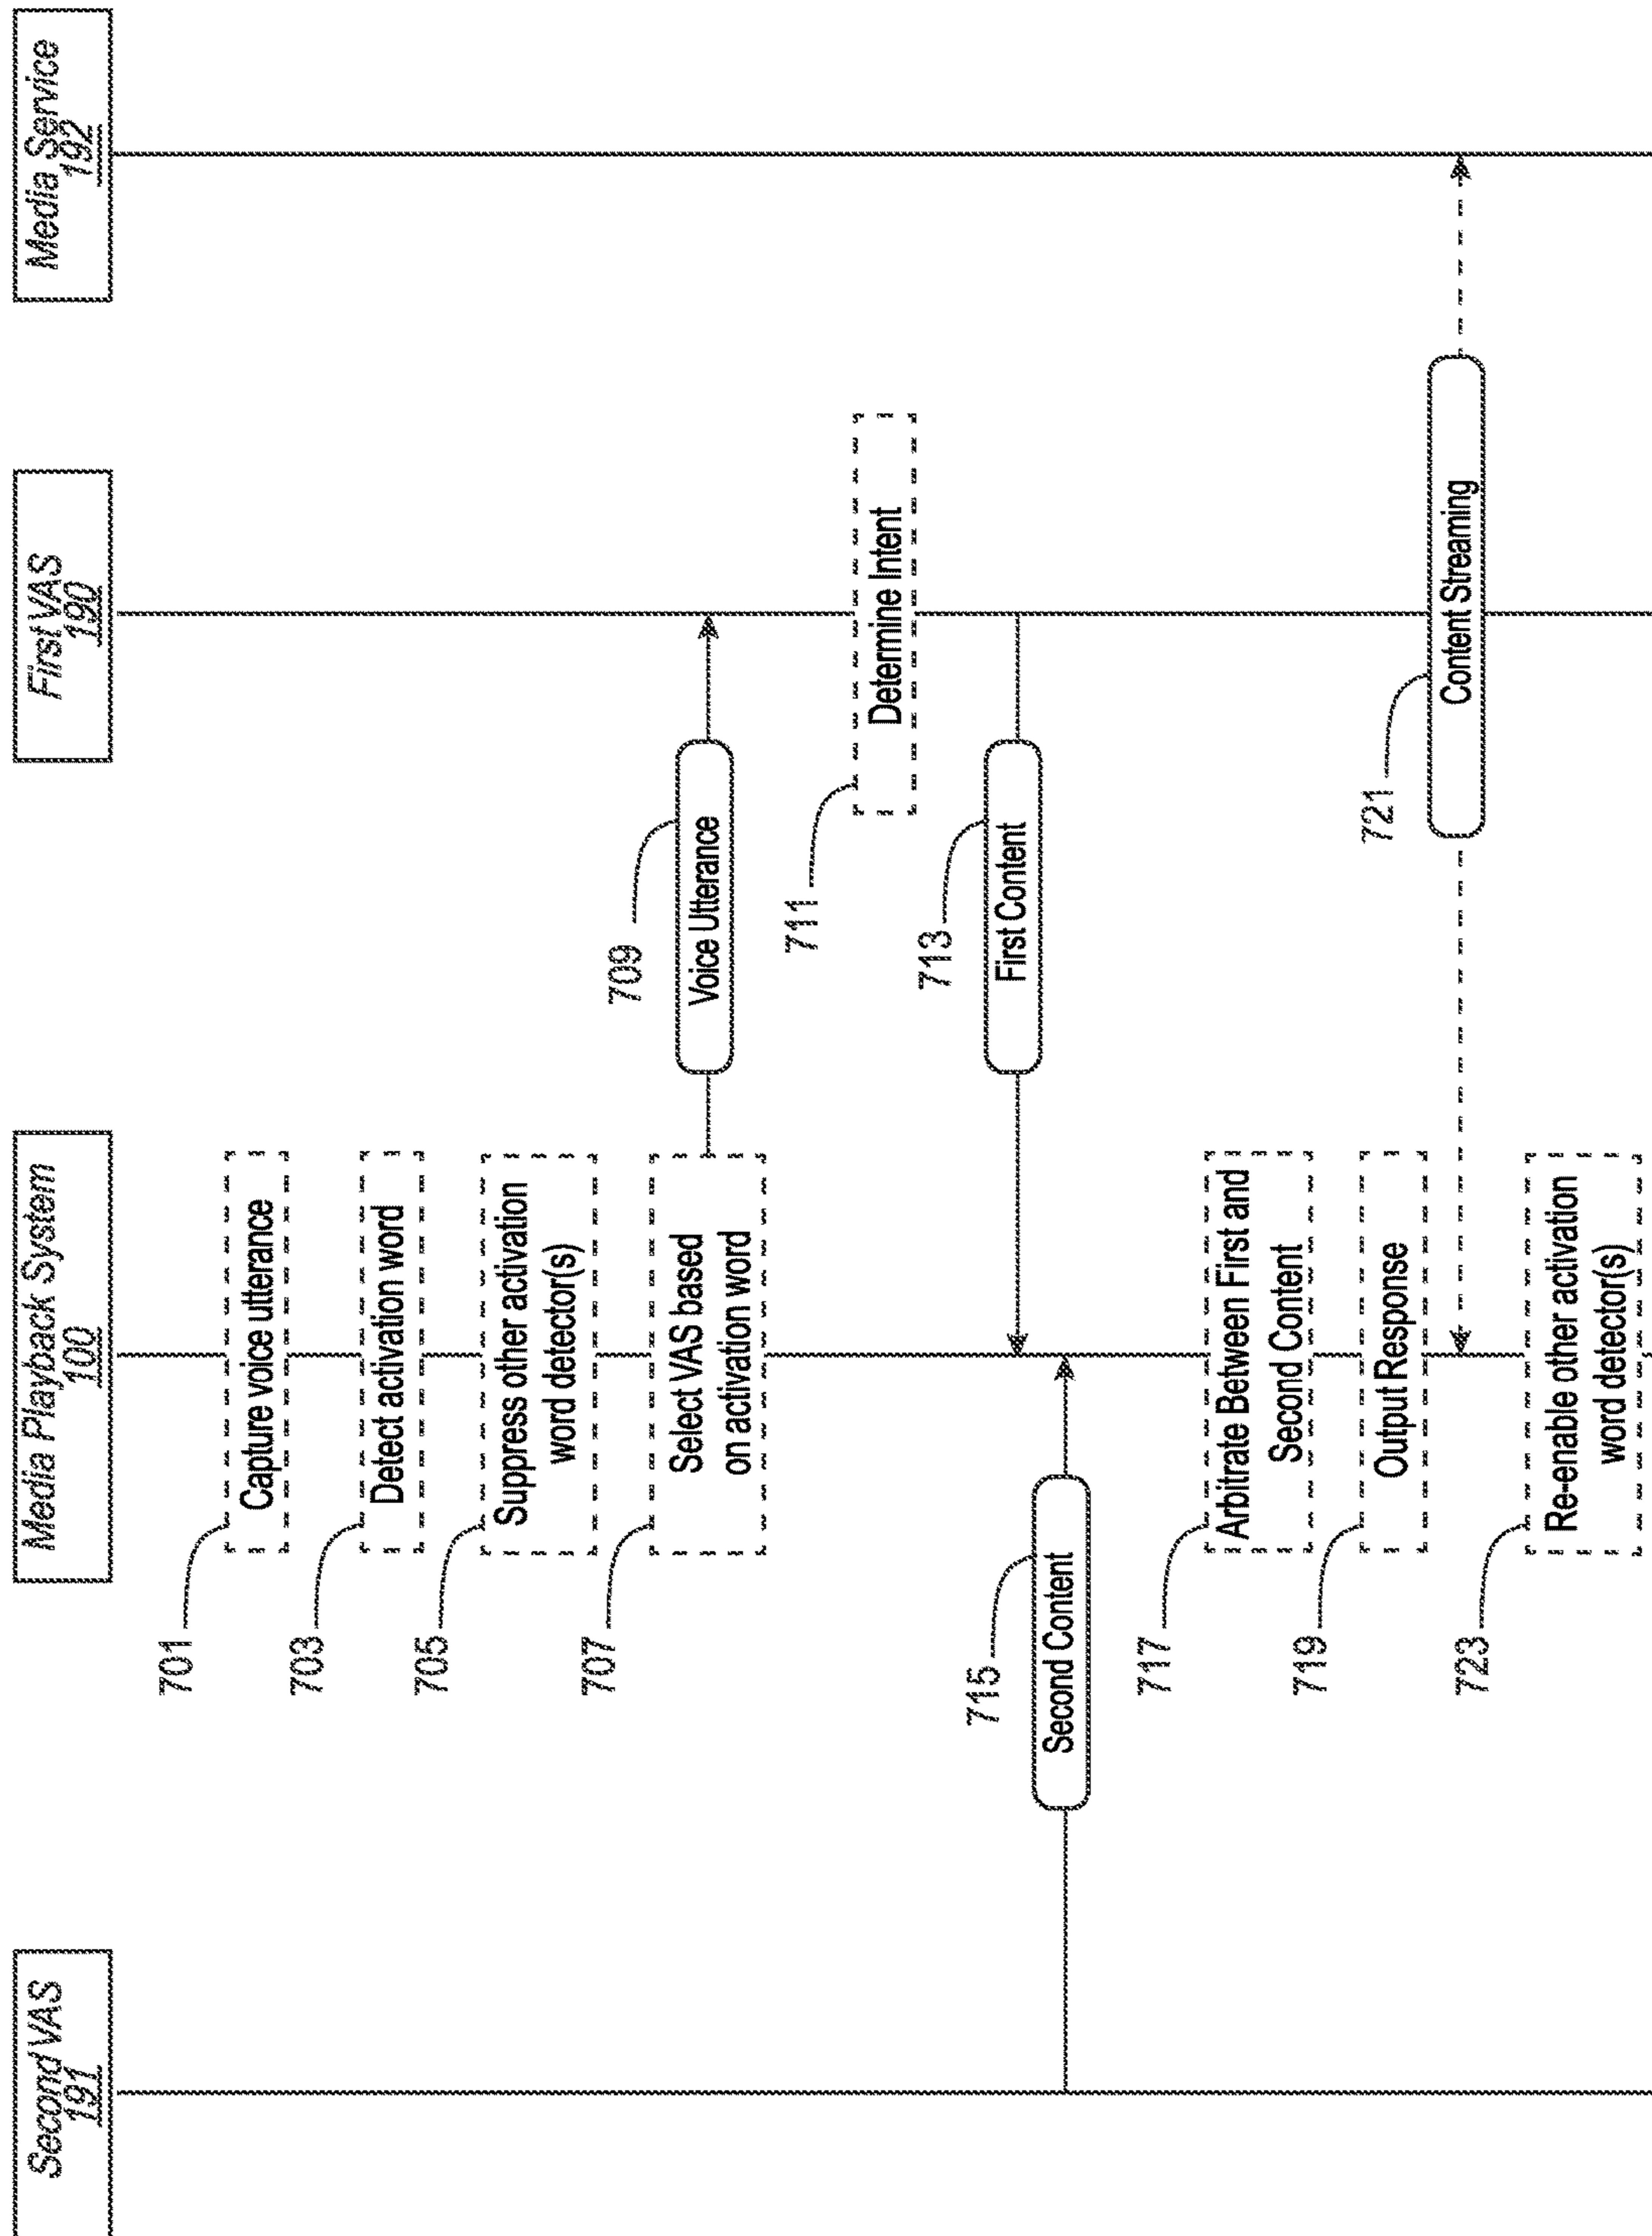 Second VAS
191
Media Playback System
100
First VAS
190
Media Service
192
701
Capture voice utterance
703
Detect activation word
705
Suppress other activation
word detector(s)
707
Select VAS based
on activation word
709
Voice Utterance
711
Determine Intent
713
First Content
715
Second Content
717
Arbitrate Between First and
Second Content
719
Output Response
721
Content Streaming
723
Re-enable other activation
word detector(s)